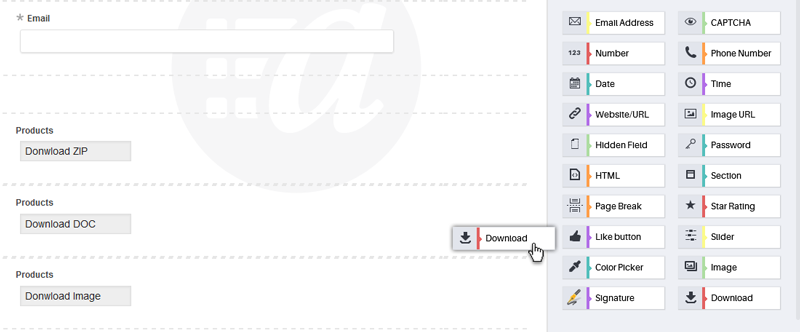 * Email
Products
Donwload ZIP
Products
Donwload DOC
Products
Donwload Image
Download
Email Address
CAPTCHA
123 Number
Phone Number
Date
Time
Website/URL
Image URL
Hidden Field
Password
HTML
Section
Page Break
Star Rating
Like button
Slider
Color Picker
Image
Signature
Download